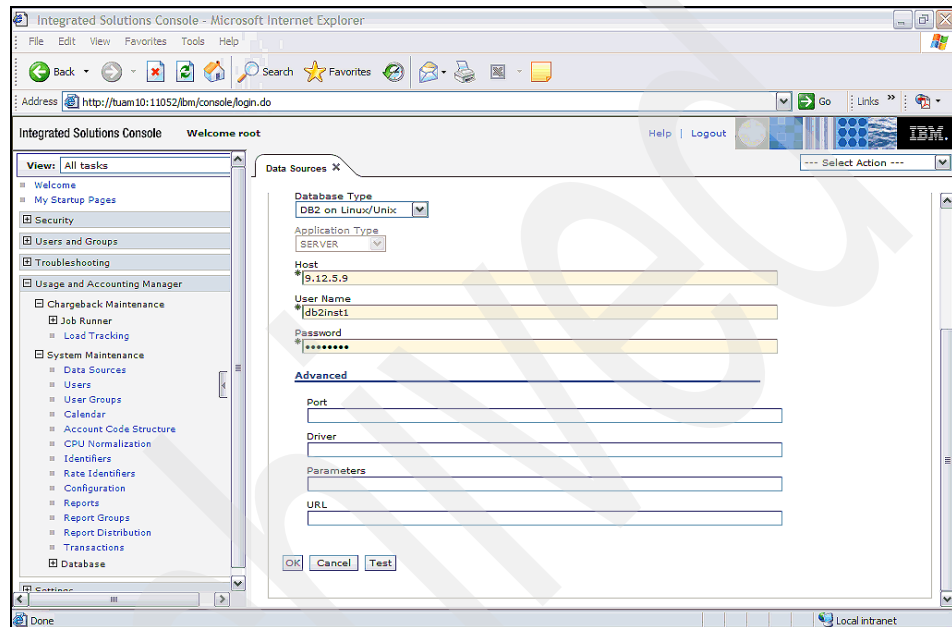 Integrated Solutions Console - Microsoft Internet Explorer
File Edit View Favorites Tools Help
Back Search Favorites
Address http://tuam10:11052/ibm/console/login.do Go Links »
Integrated Solutions Console Welcome root Help | Logout IBM.
View: All tasks
Welcome
My Startup Pages
Security
Users and Groups
Troubleshooting
Usage and Accounting Manager
Chargeback Maintenance
Job Runner
Load Tracking
System Maintenance
Data Sources
Users
User Groups
Calendar
Account Code Structure
CPU Normalization
Identifiers
Rate Identifiers
Configuration
Reports
Report Groups
Report Distribution
Transactions
Database
Settings
Data Sources
--- Select Action ---
Database Type
DB2 on Linux/Unix
Application Type
SERVER
Host
*9.12.5.9
User Name
*db2inst1
Password
*••••••••
Advanced
Port
Driver
Parameters
URL
OK Cancel Test
Done Local intranet